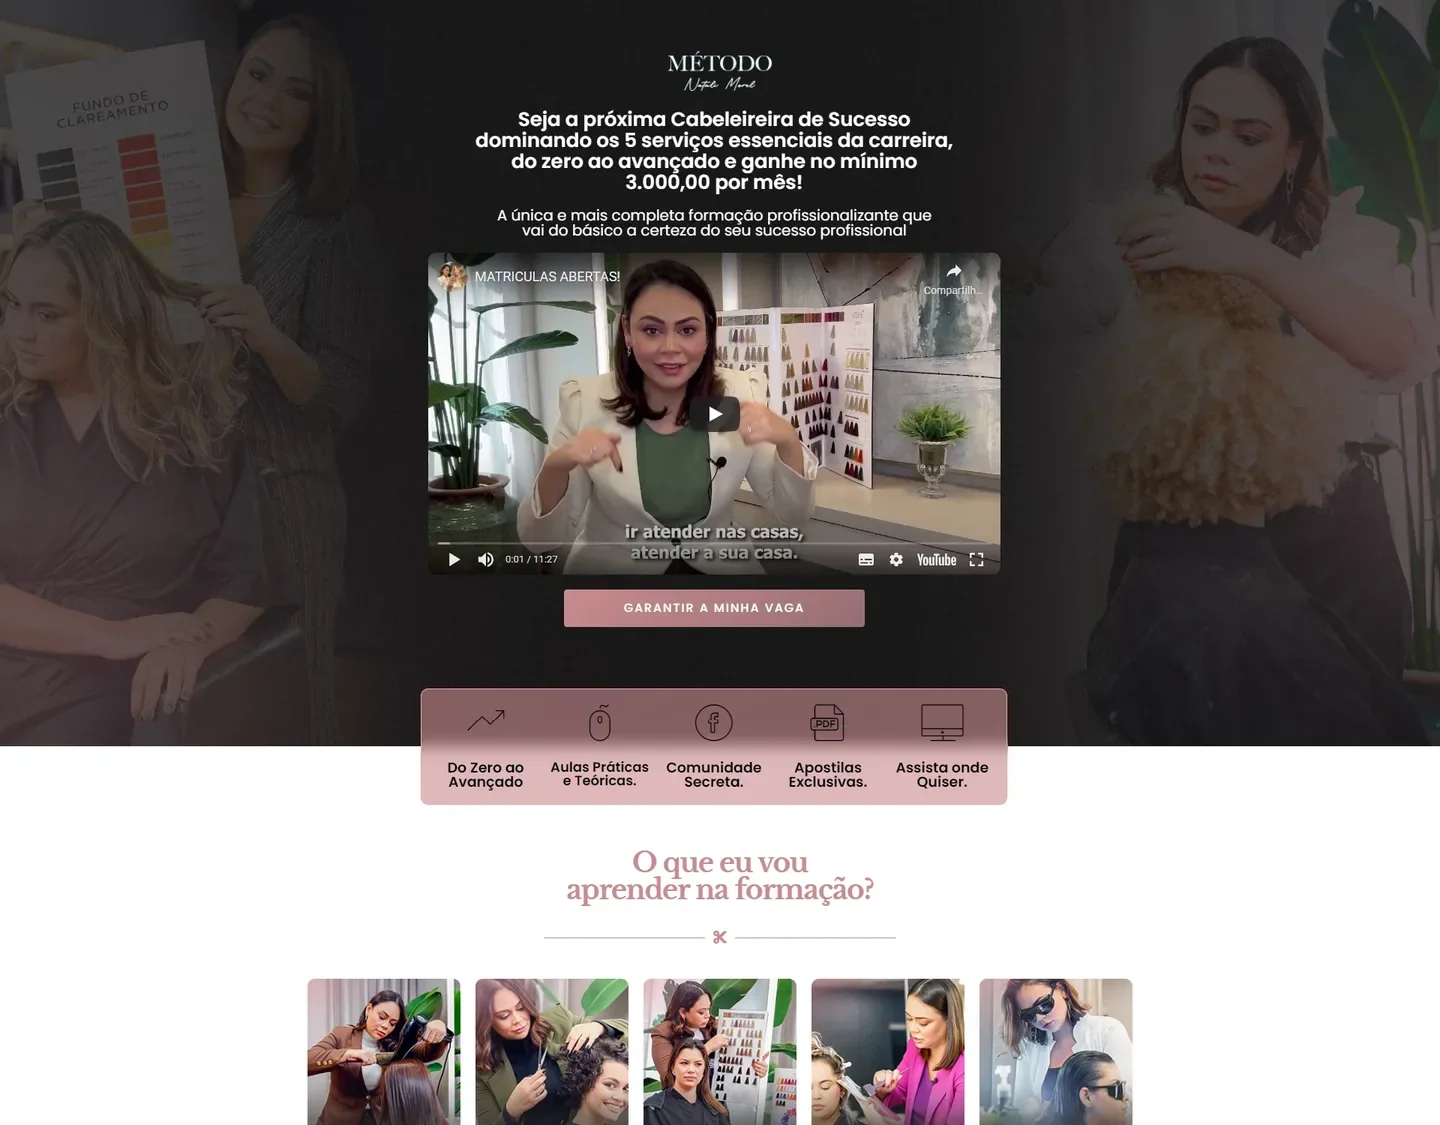 FUNDO DE
CLAREAMENTO
MÉTODO
Natali Morel
Seja a próxima Cabeleireira de Sucesso
dominando os 5 serviços essenciais da carreira,
do zero ao avançado e ganhe no mínimo
3.000,00 por mês!
A única e mais completa formação profissionalizante que
vai do básico a certeza do seu sucesso profissional
MATRICULAS ABERTAS!
Compartilh...
ir atender nas casas,
atender a sua casa.
0:01 / 11:27
YouTube
GARANTIR A MINHA VAGA
.PDF
Do Zero ao
Avançado
Aulas Práticas
e Teóricas.
Comunidade
Secreta.
Apostilas
Exclusivas.
Assista onde
Quiser.
O que eu vou
aprender na formação?